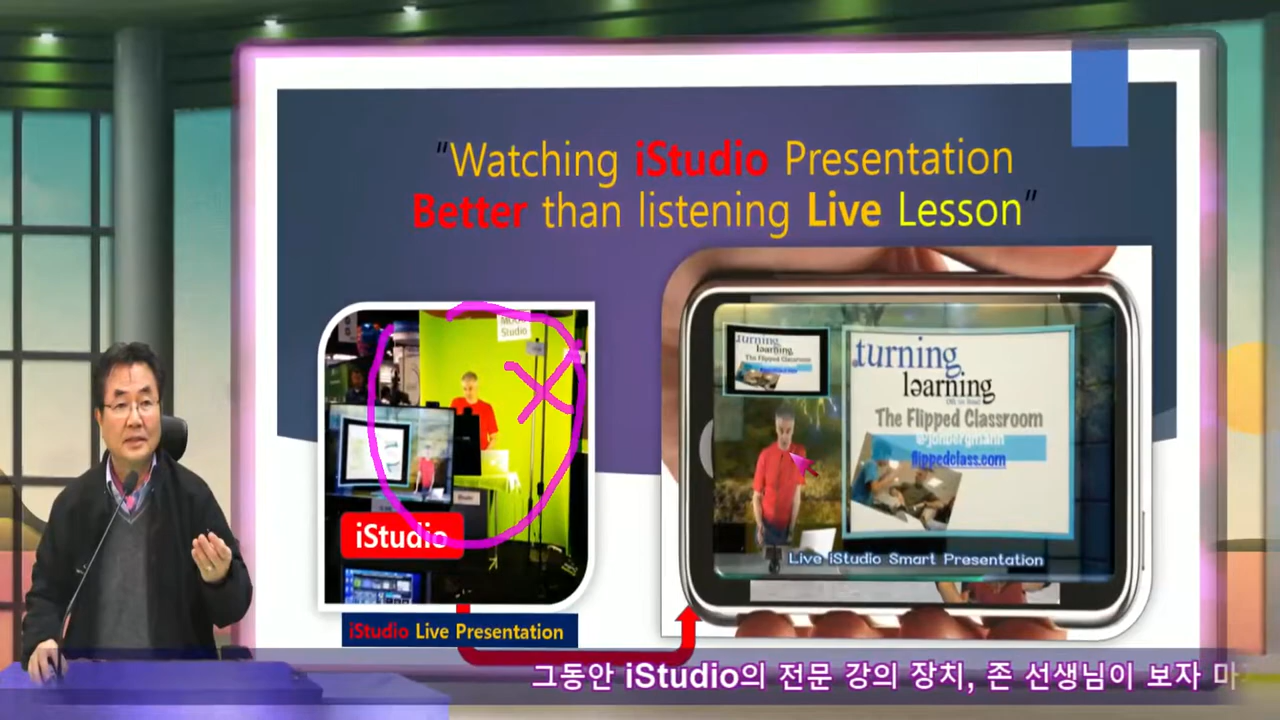 "Watching iStudio Presentation
Better than listening Live Lesson"
MOOC
Studio
iStudio
iStudio Live Presentation
turning
learning
The Flipped Classroom
turning
learning
The Flipped Classroom
@jonbergmann
flippedclass.com
Live iStudio Smart Presentation
그동안 iStudio의 전문 강의 장치, 존 선생님이 보자 마